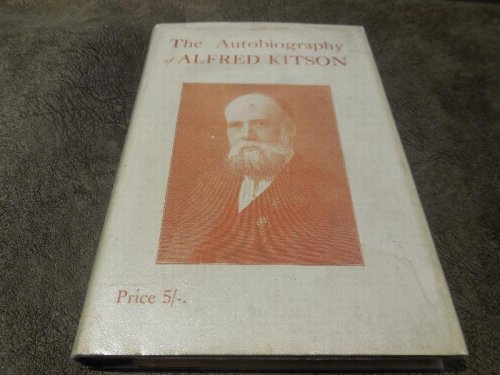 The Autobiography
of ALFRED KITSON
Price 5/-.